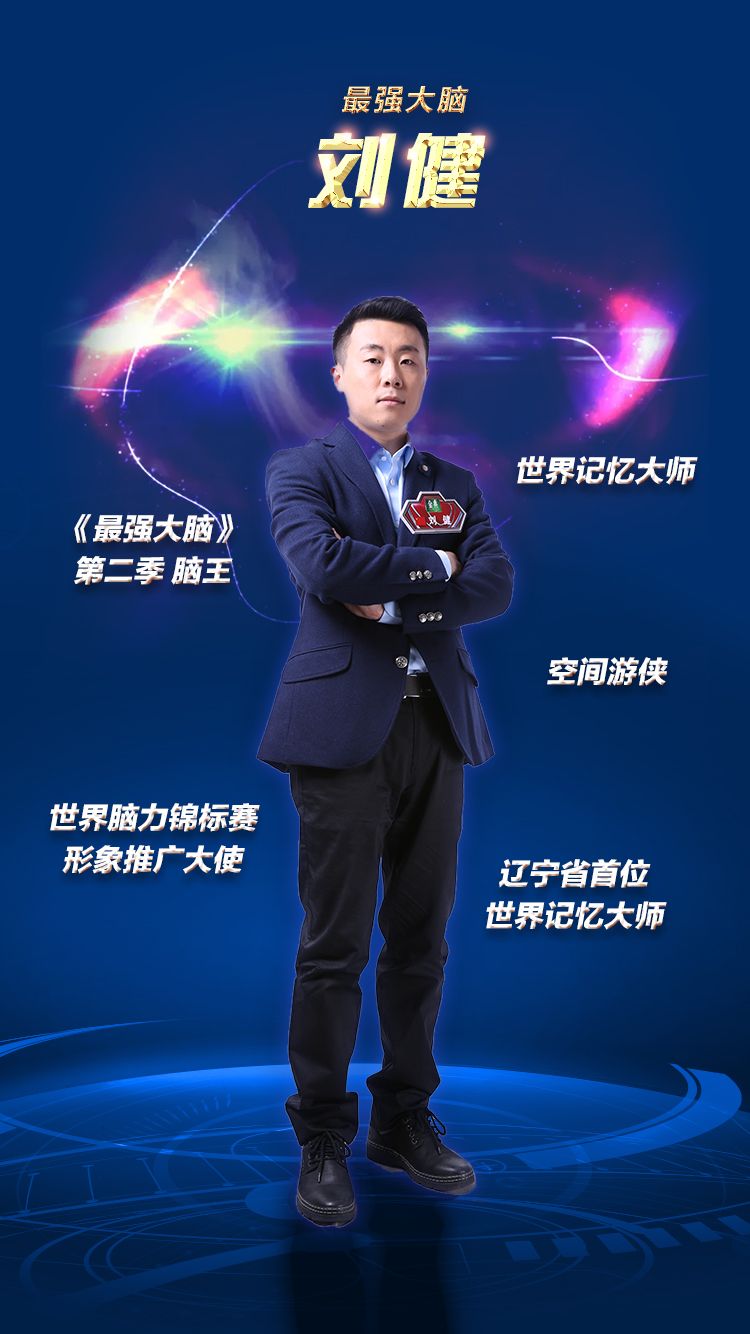 最强大脑
刘健
世界记忆大师
《最强大脑》
第二季 脑王
刘健
空间游侠
世界脑力锦标赛
形象推广大使
辽宁省首位
世界记忆大师